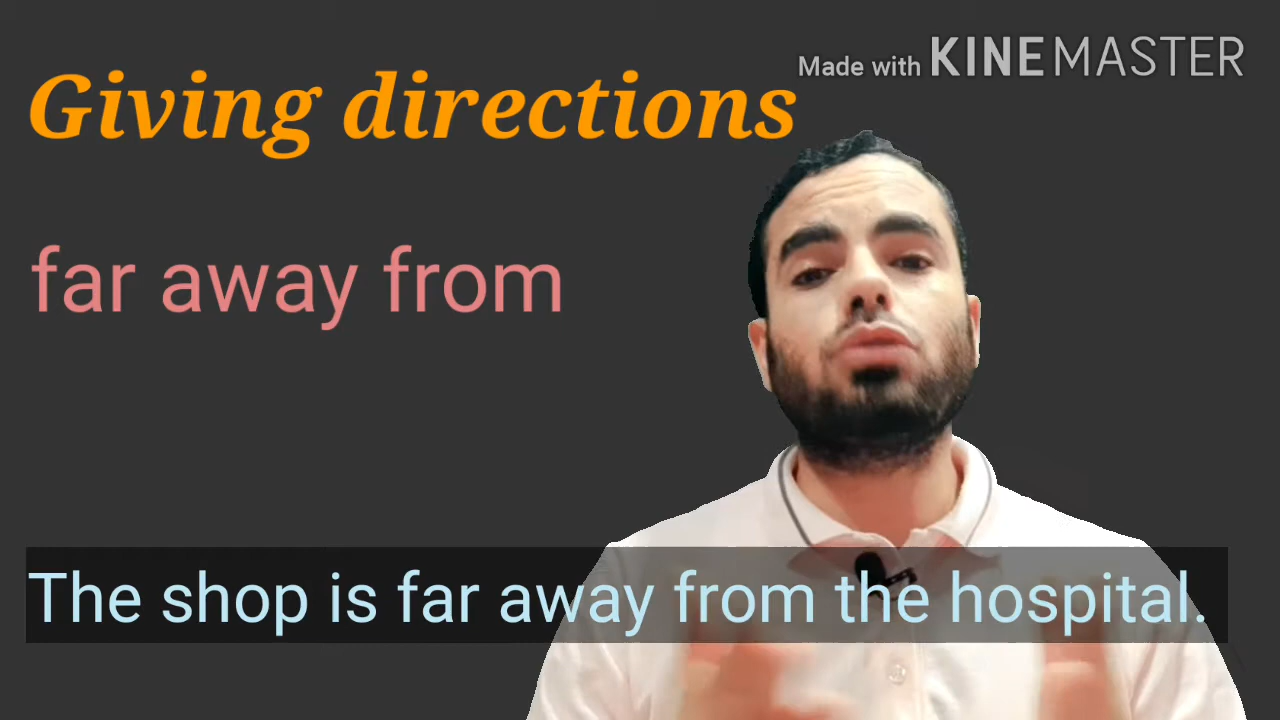 Made with KINEMASTER
Giving directions
far away from
The shop is far away from the hospital.